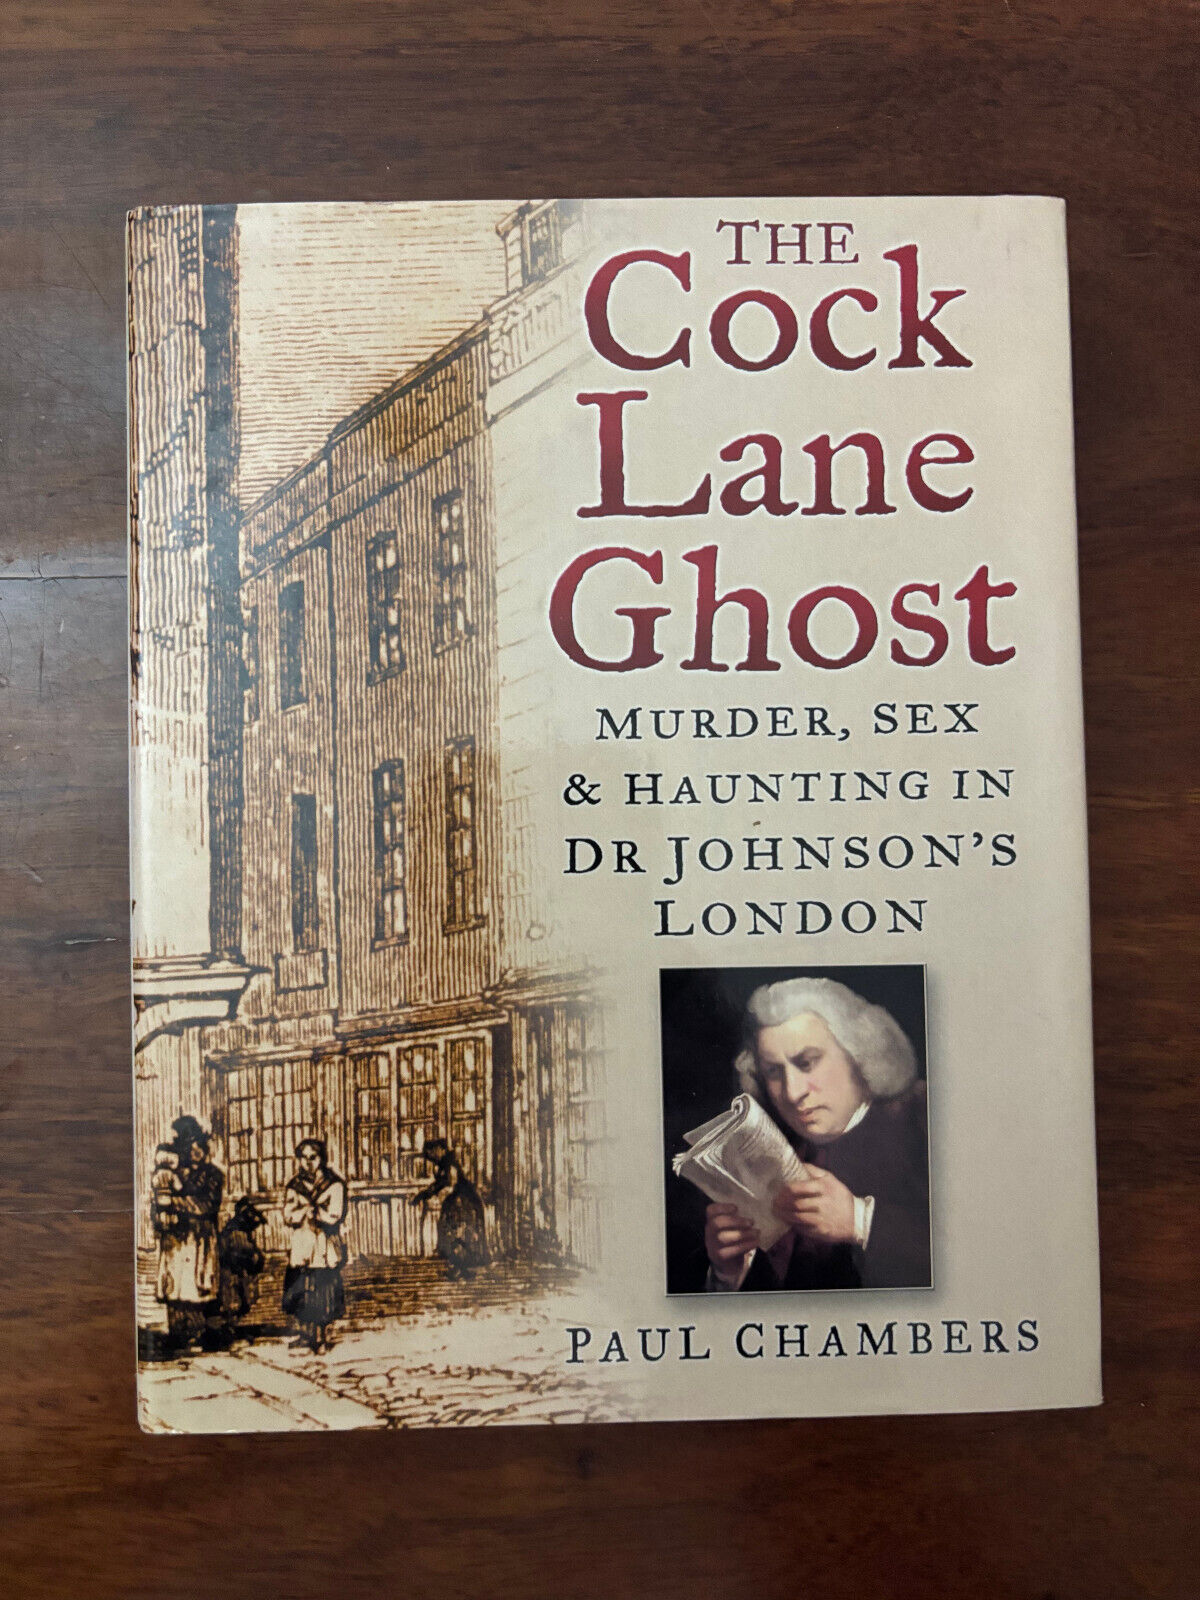 THE
Cock
Lane
Ghost
MURDER, SEX
& HAUNTING IN
DR JOHNSON'S
LONDON
PAUL CHAMBERS